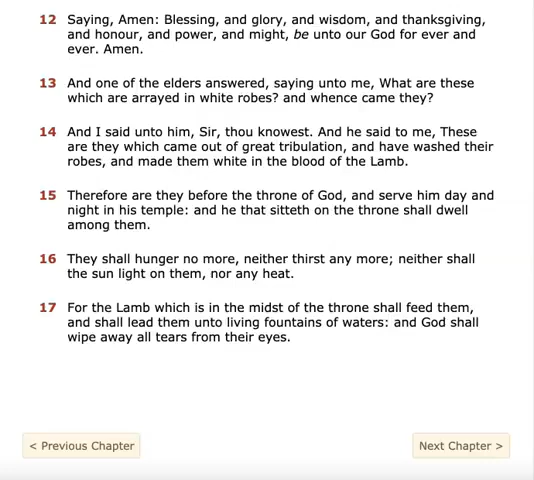 12 Saying, Amen: Blessing, and glory, and wisdom, and thanksgiving,
and honour, and power, and might, be unto our God for ever and
ever. Amen.
13 And one of the elders answered, saying unto me, What are these
which are arrayed in white robes? and whence came they?
14 And I said unto him, Sir, thou knowest. And he said to me, These
are they which came out of great tribulation, and have washed their
robes, and made them white in the blood of the Lamb.
15 Therefore are they before the throne of God, and serve him day and
night in his temple: and he that sitteth on the throne shall dwell
among them.
16 They shall hunger no more, neither thirst any more; neither shall
the sun light on them, nor any heat.
17 For the Lamb which is in the midst of the throne shall feed them,
and shall lead them unto living fountains of waters: and God shall
wipe away all tears from their eyes.
< Previous Chapter
Next Chapter >